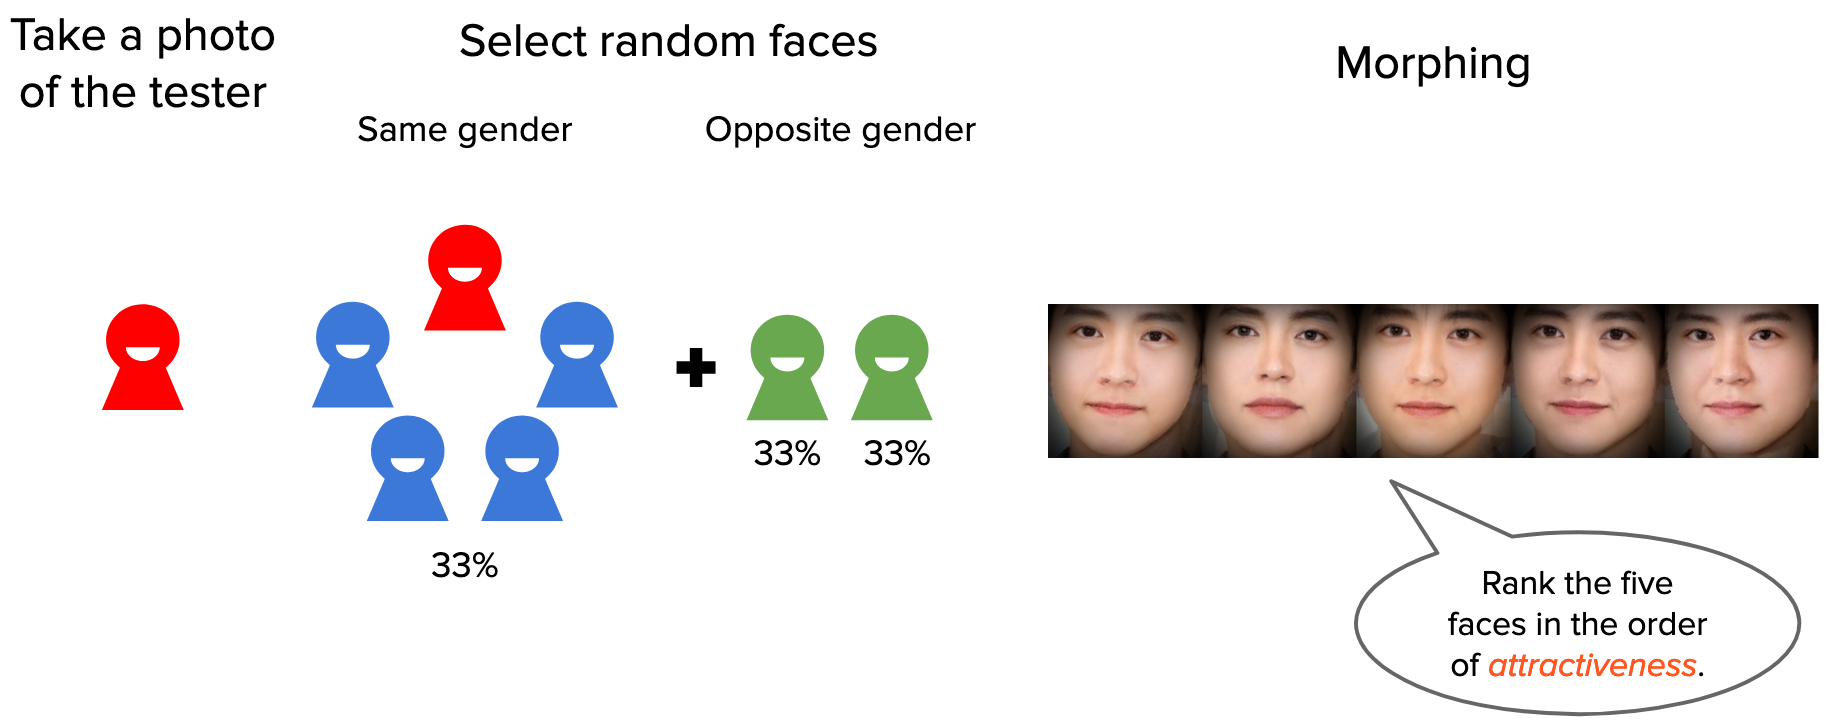 Take a photo
of the tester
Select random faces
Same gender
Opposite gender
33%
33%
33%
Morphing
Rank the five
faces in the order
of attractiveness.